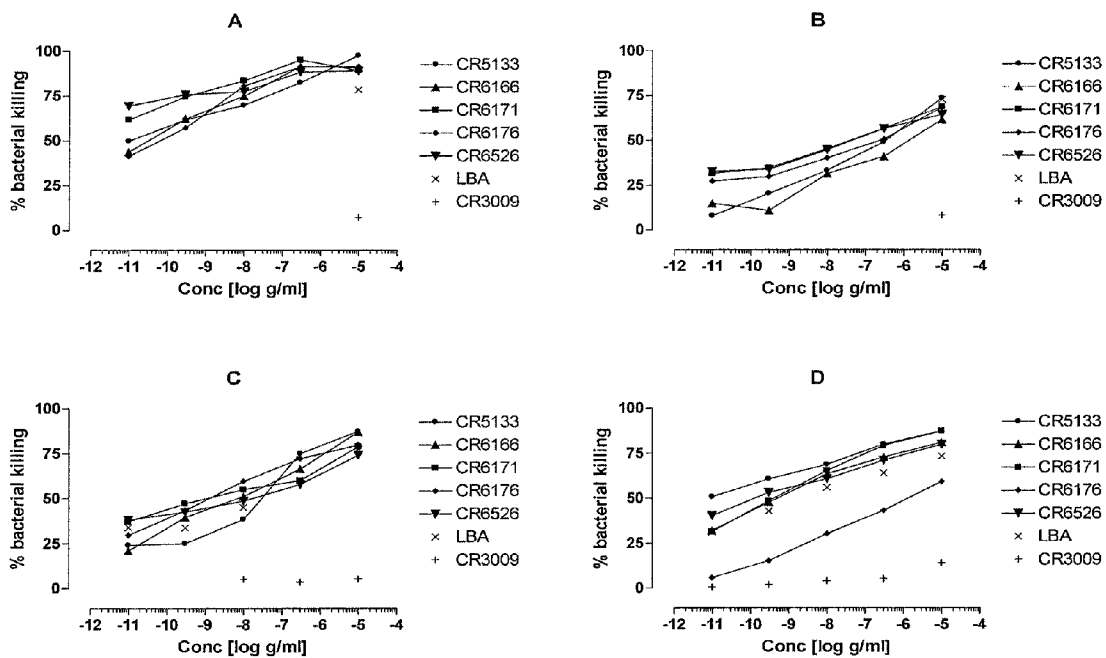 A
% bacterial killing
100
75
50
25
0
-12 -11 -10 -9 -8 -7 -6 -5 -4
Conc [log g/ml]
CR5133
CR6166
CR6171
CR6176
CR6526
LBA
CR3009
B
% bacterial killing
100
75
50
25
0
-12 -11 -10 -9 -8 -7 -6 -5 -4
Conc [log g/ml]
CR5133
CR6166
CR6171
CR6176
CR6526
LBA
CR3009
C
% bacterial killing
100
75
50
25
0
-12 -11 -10 -9 -8 -7 -6 -5 -4
Conc [log g/ml]
CR5133
CR6166
CR6171
CR6176
CR6526
LBA
CR3009
D
% bacterial killing
100
75
50
25
0
-12 -11 -10 -9 -8 -7 -6 -5 -4
Conc [log g/ml]
CR5133
CR6166
CR6171
CR6176
CR6526
LBA
CR3009